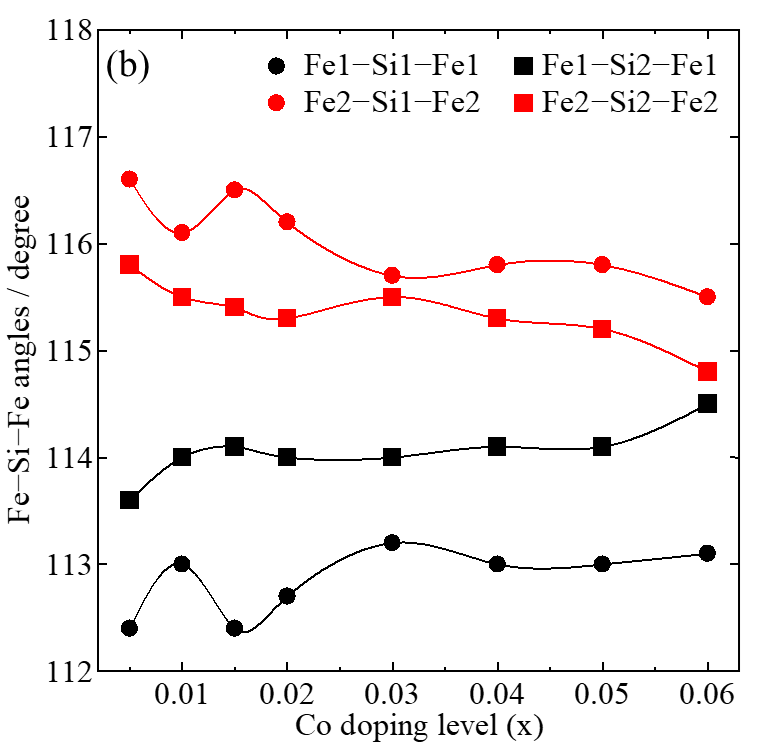 118
(b)
Fe1−Si1−Fe1
Fe1−Si2−Fe1
Fe2−Si1−Fe2
Fe2−Si2−Fe2
117
116
115
114
113
112
Fe−Si−Fe angles / degree
0.01 0.02 0.03 0.04 0.05 0.06
Co doping level (x)